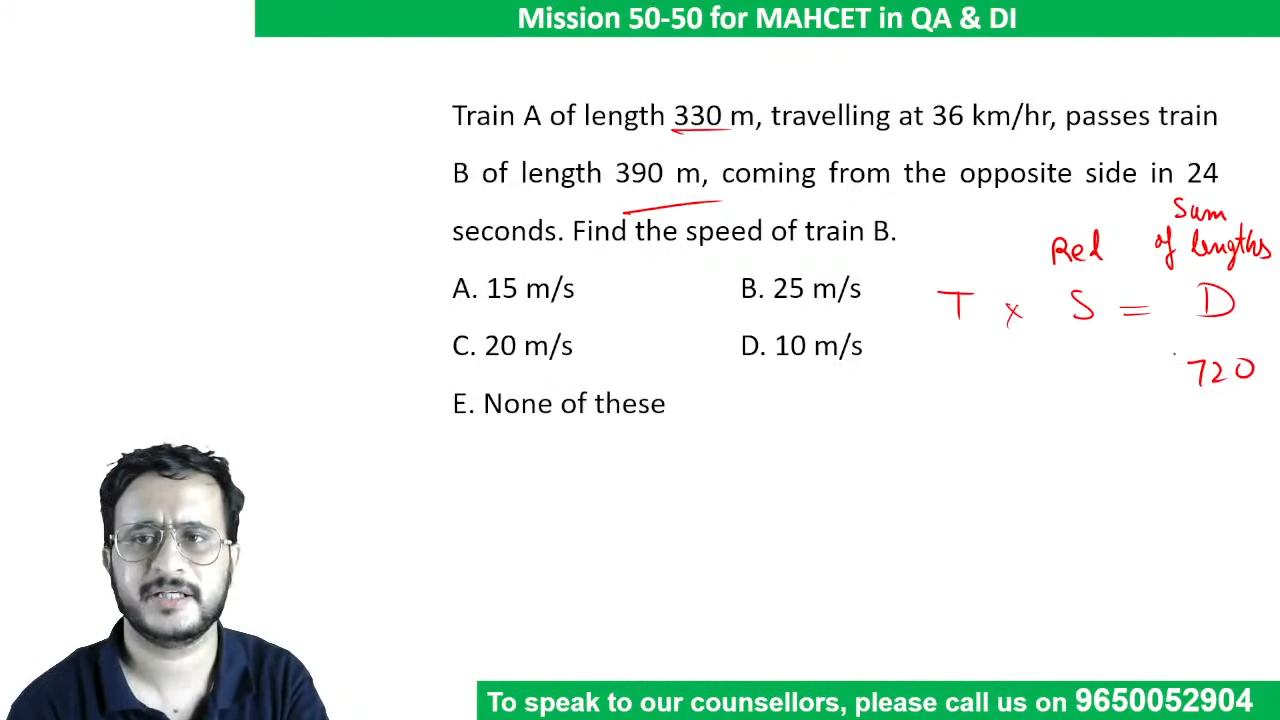 Mission 50-50 for MAHCET in QA & DI
Train A of length 330 m, travelling at 36 km/hr, passes train
B of length 390 m, coming from the opposite side in 24
seconds. Find the speed of train B.
A. 15 m/s B. 25 m/s
C. 20 m/s D. 10 m/s
E. None of these
Sum
Rel of lengths
T × S = D
720
To speak to our counsellors, please call us on 9650052904